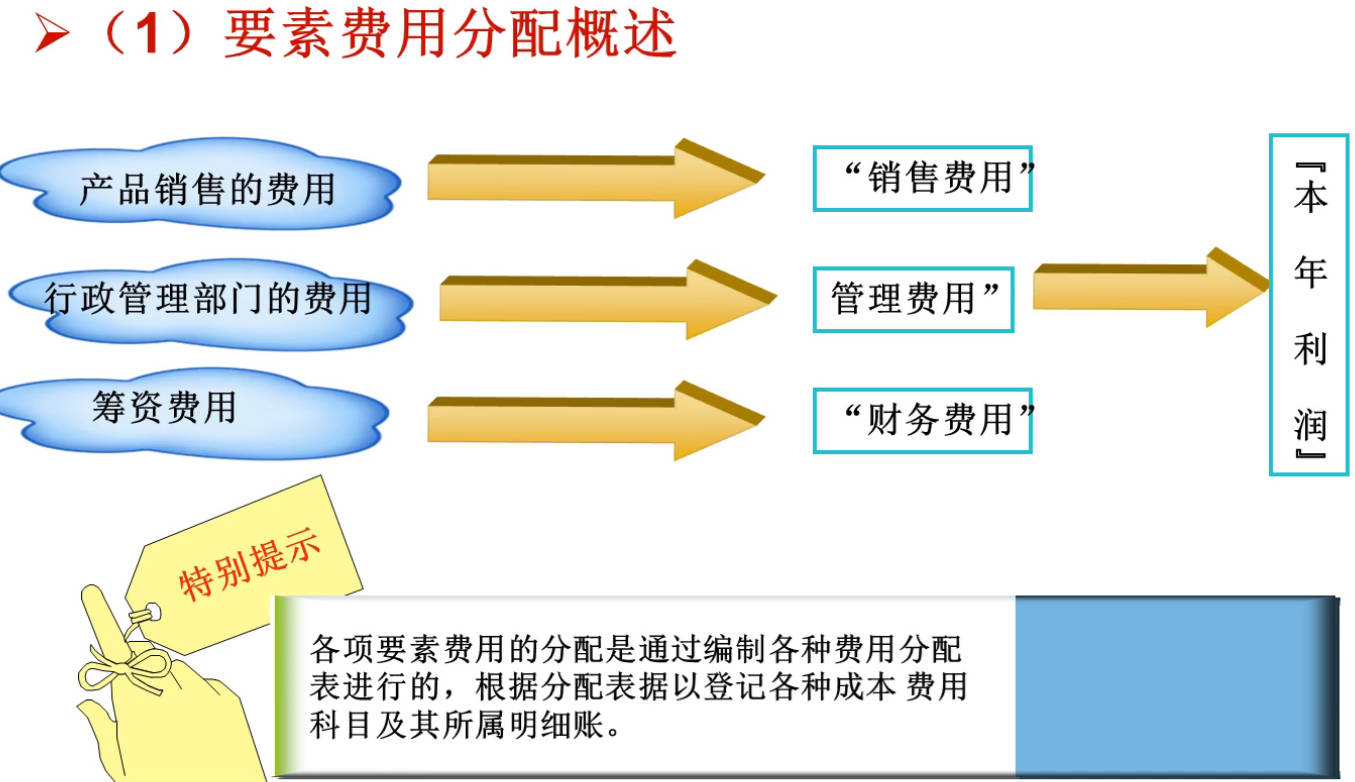 （1）要素费用分配概述
产品销售的费用
“销售费用”
行政管理部门的费用
管理费用”
筹资费用
“财务费用”
『本年利润』
特别提示
各项要素费用的分配是通过编制各种费用分配
表进行的，根据分配表据以登记各种成本 费用
科目及其所属明细账。